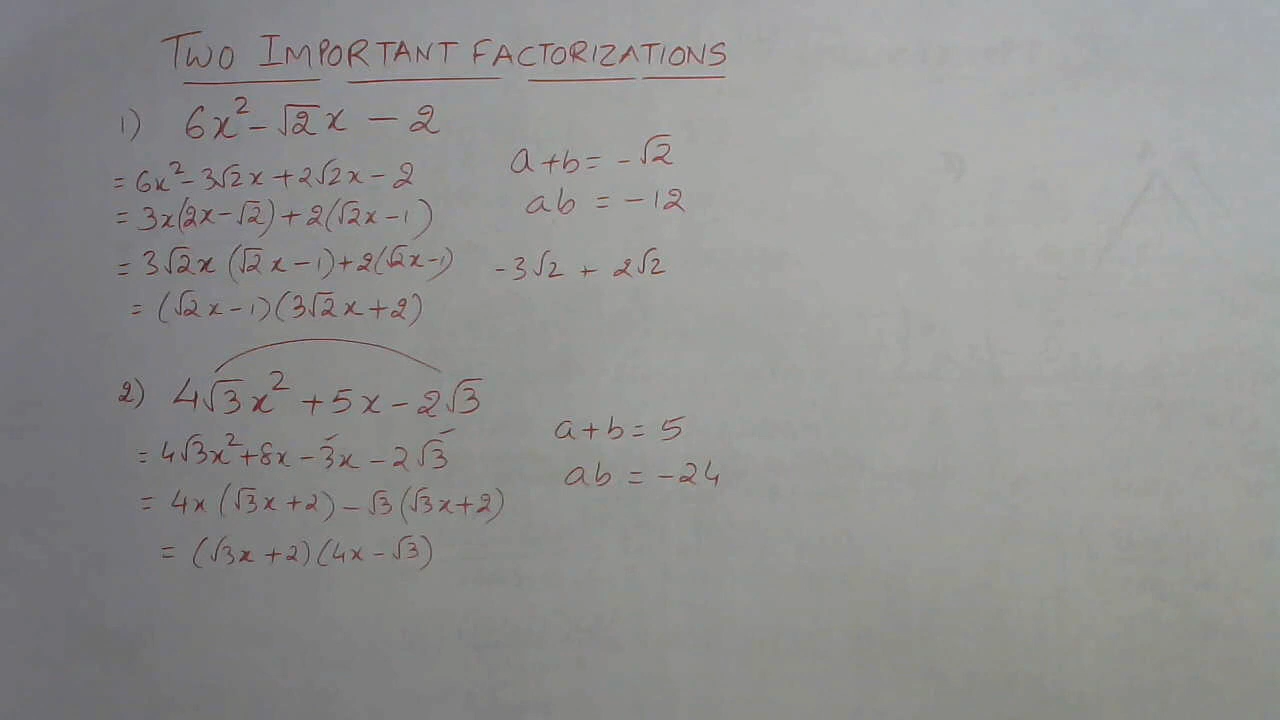 TWO IMPORTANT FACTORIZATIONS
1) 6x² - √2x - 2
= 6x² - 3√2x + 2√2x - 2
= 3x(2x - √2) + 2(√2x - 1)
= 3√2x (√2x - 1) + 2(√2x - 1)
= (√2x - 1)(3√2x + 2)
a + b = -√2
ab = -12
-3√2 + 2√2
2) 4√3x² + 5x - 2√3
= 4√3x² + 8x - 3x - 2√3
= 4x(√3x + 2) - √3(√3x + 2)
= (√3x + 2)(4x - √3)
a + b = 5
ab = -24